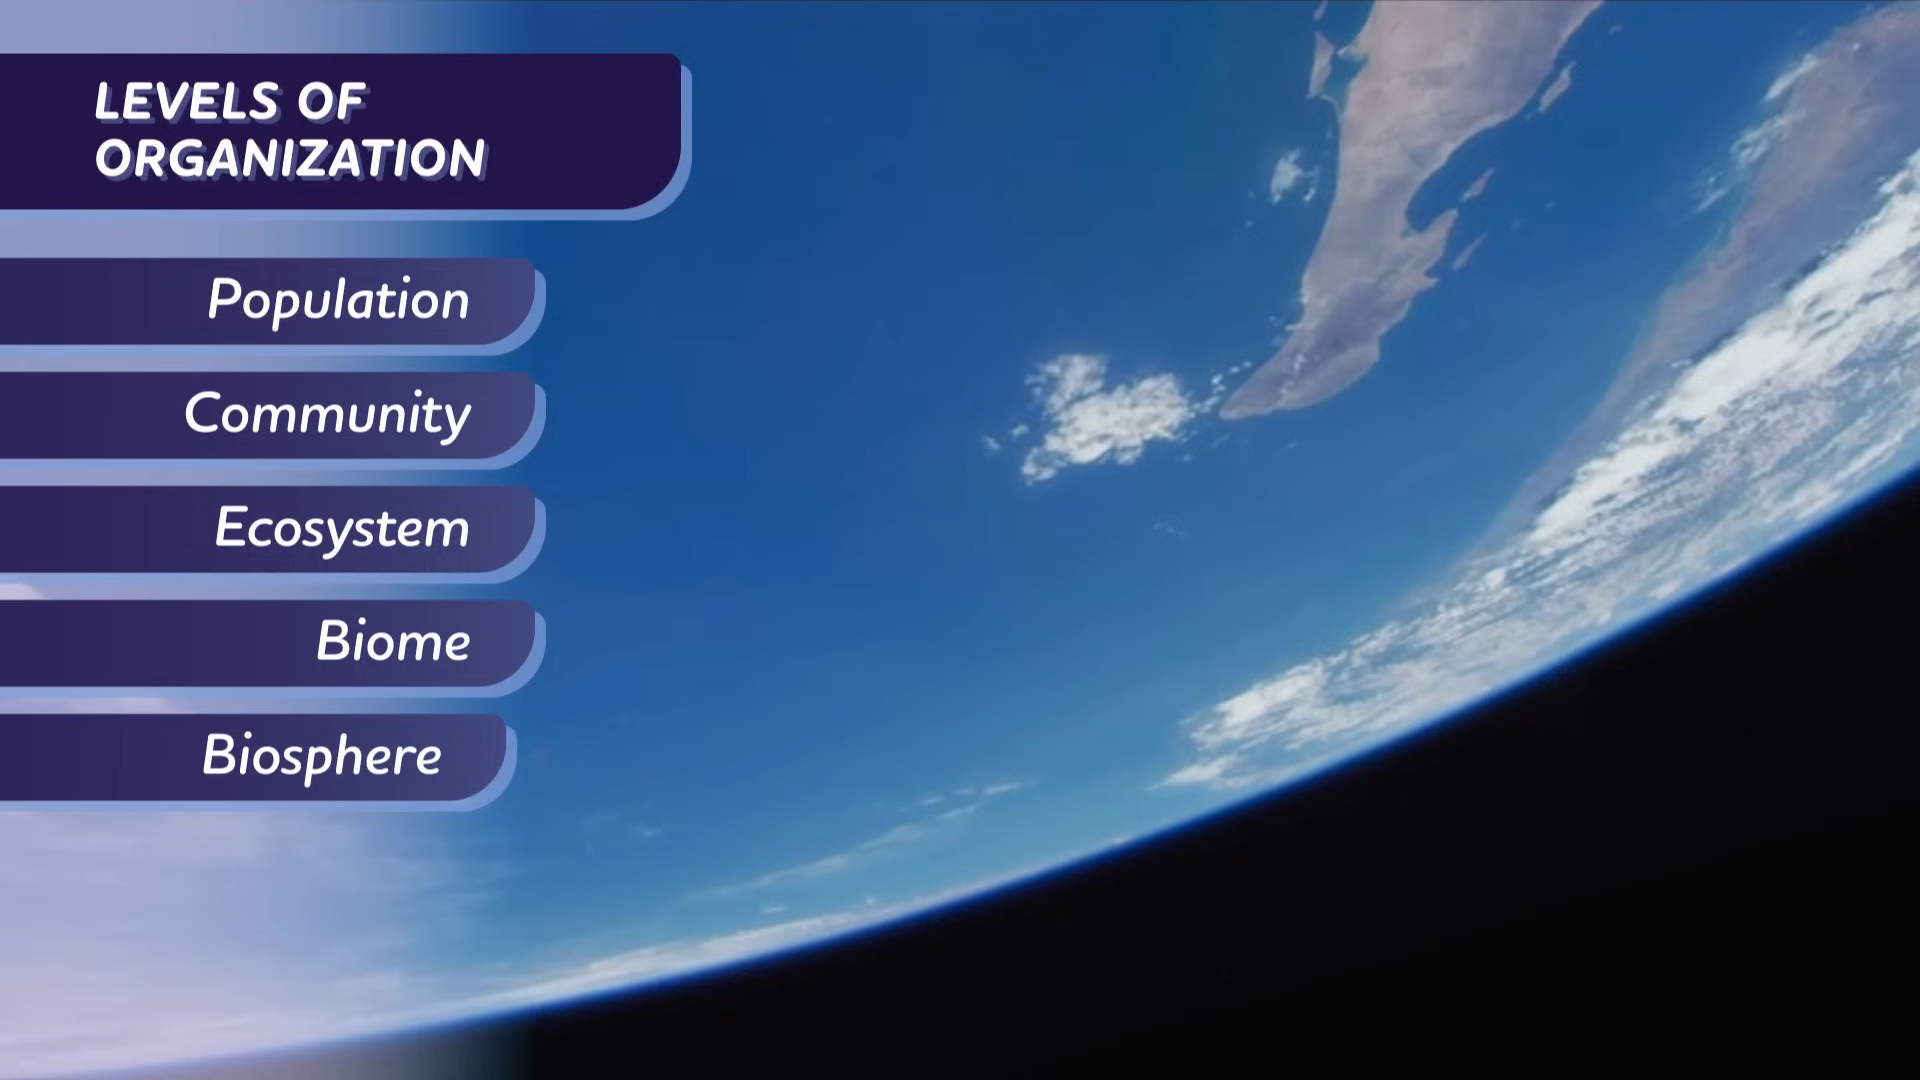 LEVELS OF
ORGANIZATION
Population
Community
Ecosystem
Biome
Biosphere